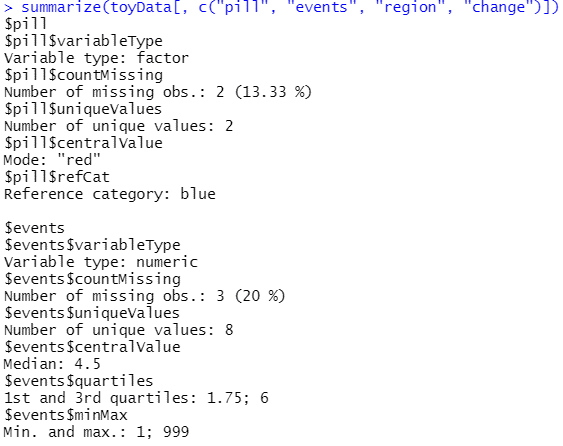 > summarize(toyData[, c("pill", "events", "region", "change")])
$pill
$pill$variableType
Variable type: factor
$pill$countMissing
Number of missing obs.: 2 (13.33 %)
$pill$uniqueValues
Number of unique values: 2
$pill$centralValue
Mode: "red"
$pill$refCat
Reference category: blue

$events
$events$variableType
Variable type: numeric
$events$countMissing
Number of missing obs.: 3 (20 %)
$events$uniqueValues
Number of unique values: 8
$events$centralValue
Median: 4.5
$events$quartiles
1st and 3rd quartiles: 1.75; 6
$events$minMax
Min. and max.: 1; 999